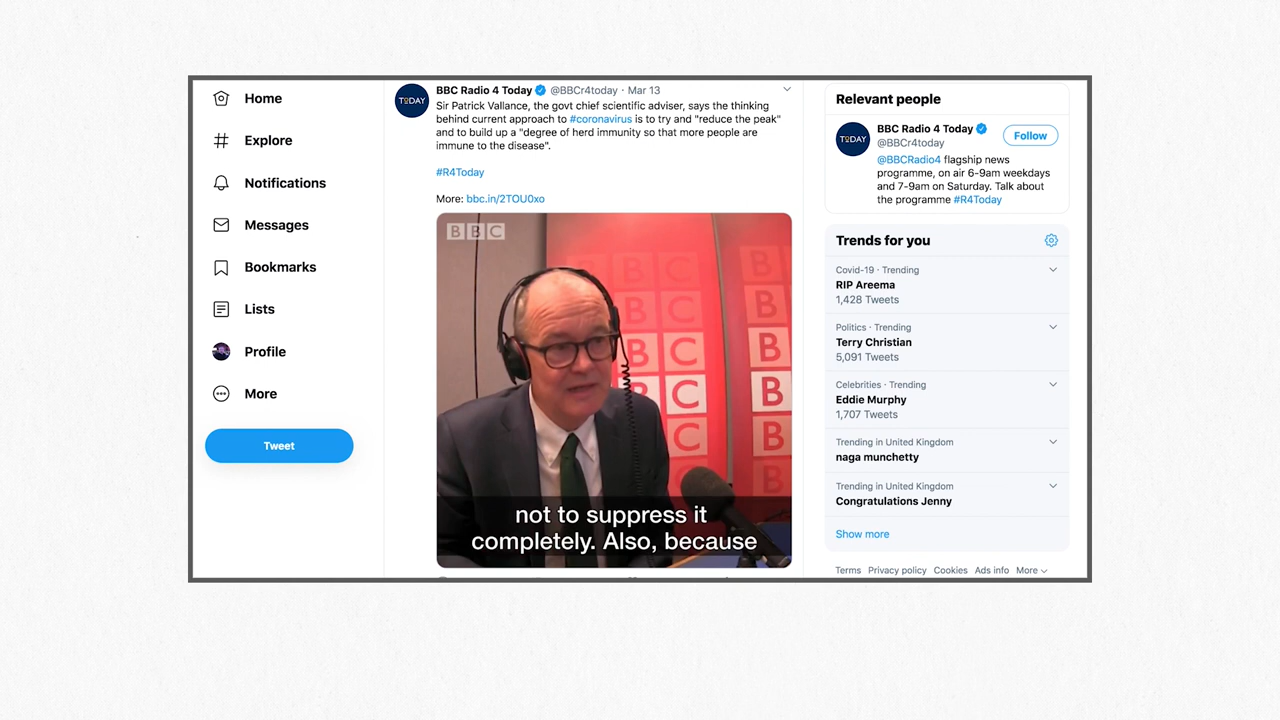 Home
Explore
Notifications
Messages
Bookmarks
Lists
Profile
More
Tweet
TODAY
BBC Radio 4 Today @BBCr4today · Mar 13
Sir Patrick Vallance, the govt chief scientific adviser, says the thinking
behind current approach to #coronavirus is to try and "reduce the peak"
and to build up a "degree of herd immunity so that more people are
immune to the disease".
#R4Today
More: bbc.in/2TOU0xo
BBC
BBC
BBC
BBC
BBC
BBC
B
B
B
B
B
B
not to suppress it
completely. Also, because
Relevant people
TODAY
BBC Radio 4 Today
@BBCr4today
Follow
@BBCRadio4 flagship news
programme, on air 6-9am weekdays
and 7-9am on Saturday. Talk about
the programme #R4Today
Trends for you
Covid-19 · Trending
RIP Areema
1,428 Tweets
Politics · Trending
Terry Christian
5,091 Tweets
Celebrities · Trending
Eddie Murphy
1,707 Tweets
Trending in United Kingdom
naga munchetty
Trending in United Kingdom
Congratulations Jenny
Show more
Terms Privacy policy Cookies Ads info More